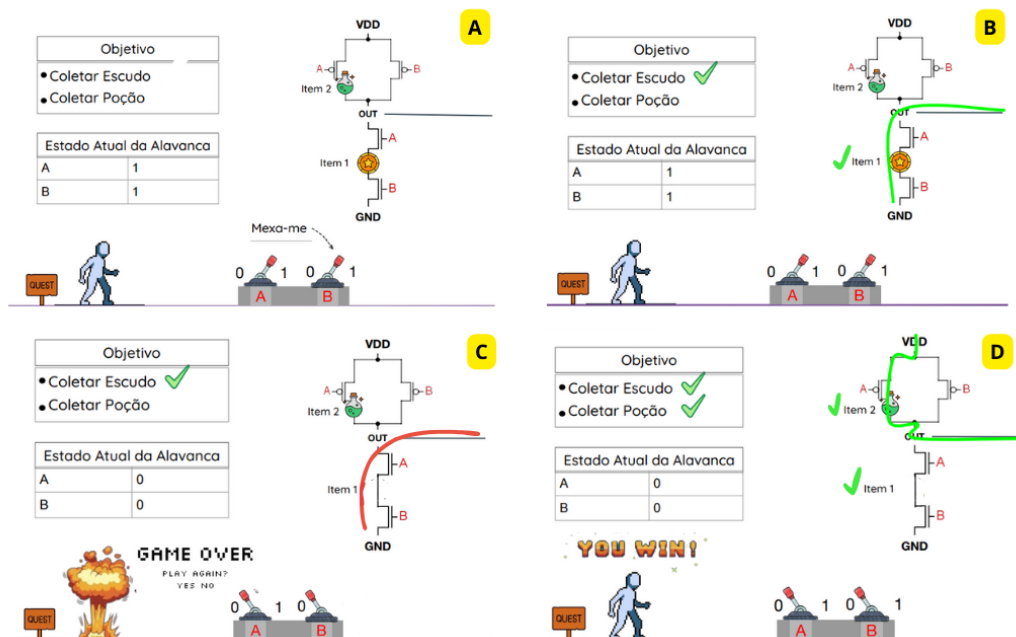 A
Objetivo
• Coletar Escudo
• Coletar Poção
Estado Atual da Alavanca
A 1
B 1
VDD
A B
Item 2
OUT
A
Item 1
B
GND
Mexa-me
0 1 0 1
A B
QUEST
B
Objetivo
• Coletar Escudo
• Coletar Poção
Estado Atual da Alavanca
A 1
B 1
VDD
A B
Item 2
OUT
A
Item 1
B
GND
0 1 0 1
A B
QUEST
C
Objetivo
• Coletar Escudo
• Coletar Poção
Estado Atual da Alavanca
A 0
B 0
VDD
A B
Item 2
OUT
A
Item 1
B
GND
GAME OVER
PLAY AGAIN?
YES NO
0 1 0 1
A B
QUEST
D
Objetivo
• Coletar Escudo
• Coletar Poção
Estado Atual da Alavanca
A 0
B 0
VDD
A B
Item 2
OUT
A
Item 1
B
GND
YOU WIN!
0 1 0 1
A B
QUEST